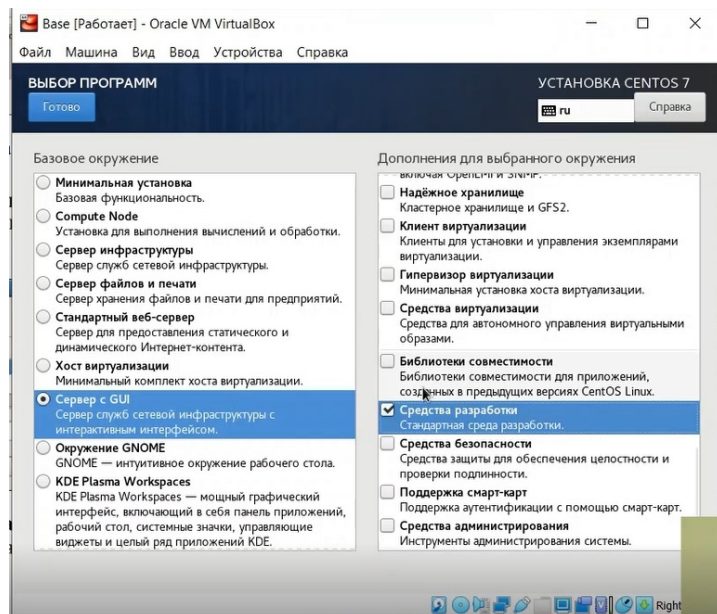 Base [Работает] - Oracle VM VirtualBox
Файл Машина Вид Ввод Устройства Справка
ВЫБОР ПРОГРАММ
УСТАНОВКА CENTOS 7
Готово
ru
Справка
Базовое окружение
Минимальная установка
Базовая функциональность.
Compute Node
Установка для выполнения вычислений и обработки.
Сервер инфраструктуры
Сервер служб сетевой инфраструктуры.
Сервер файлов и печати
Сервер хранения файлов и печати для предприятий.
Стандартный веб-сервер
Сервер для предоставления статического и
динамического Интернет-контента.
Хост виртуализации
Минимальный комплект хоста виртуализации.
Сервер с GUI
Сервер служб сетевой инфраструктуры с
интерактивным интерфейсом.
Окружение GNOME
GNOME — интуитивное окружение рабочего стола.
KDE Plasma Workspaces
KDE Plasma Workspaces — мощный графический
интерфейс, включающий в себя панель приложений,
рабочий стол, системные значки, управляющие
виджеты и целый ряд приложений KDE.
Дополнения для выбранного окружения
включая OpenLMI и SNMP.
Надёжное хранилище
Кластерное хранилище и GFS2.
Клиент виртуализации
Клиенты для установки и управления экземплярами
виртуализации.
Гипервизор виртуализации
Минимальная установка хоста виртуализации.
Средства виртуализации
Средства для автономного управления виртуальными
образами.
Библиотеки совместимости
Библиотеки совместимости для приложений,
созданных в предыдущих версиях CentOS Linux.
Средства разработки
Стандартная среда разработки.
Средства безопасности
Средства защиты для обеспечения целостности и
проверки подлинности.
Поддержка смарт-карт
Поддержка аутентификации с помощью смарт-карт.
Средства администрирования
Инструменты администрирования системы.
Right